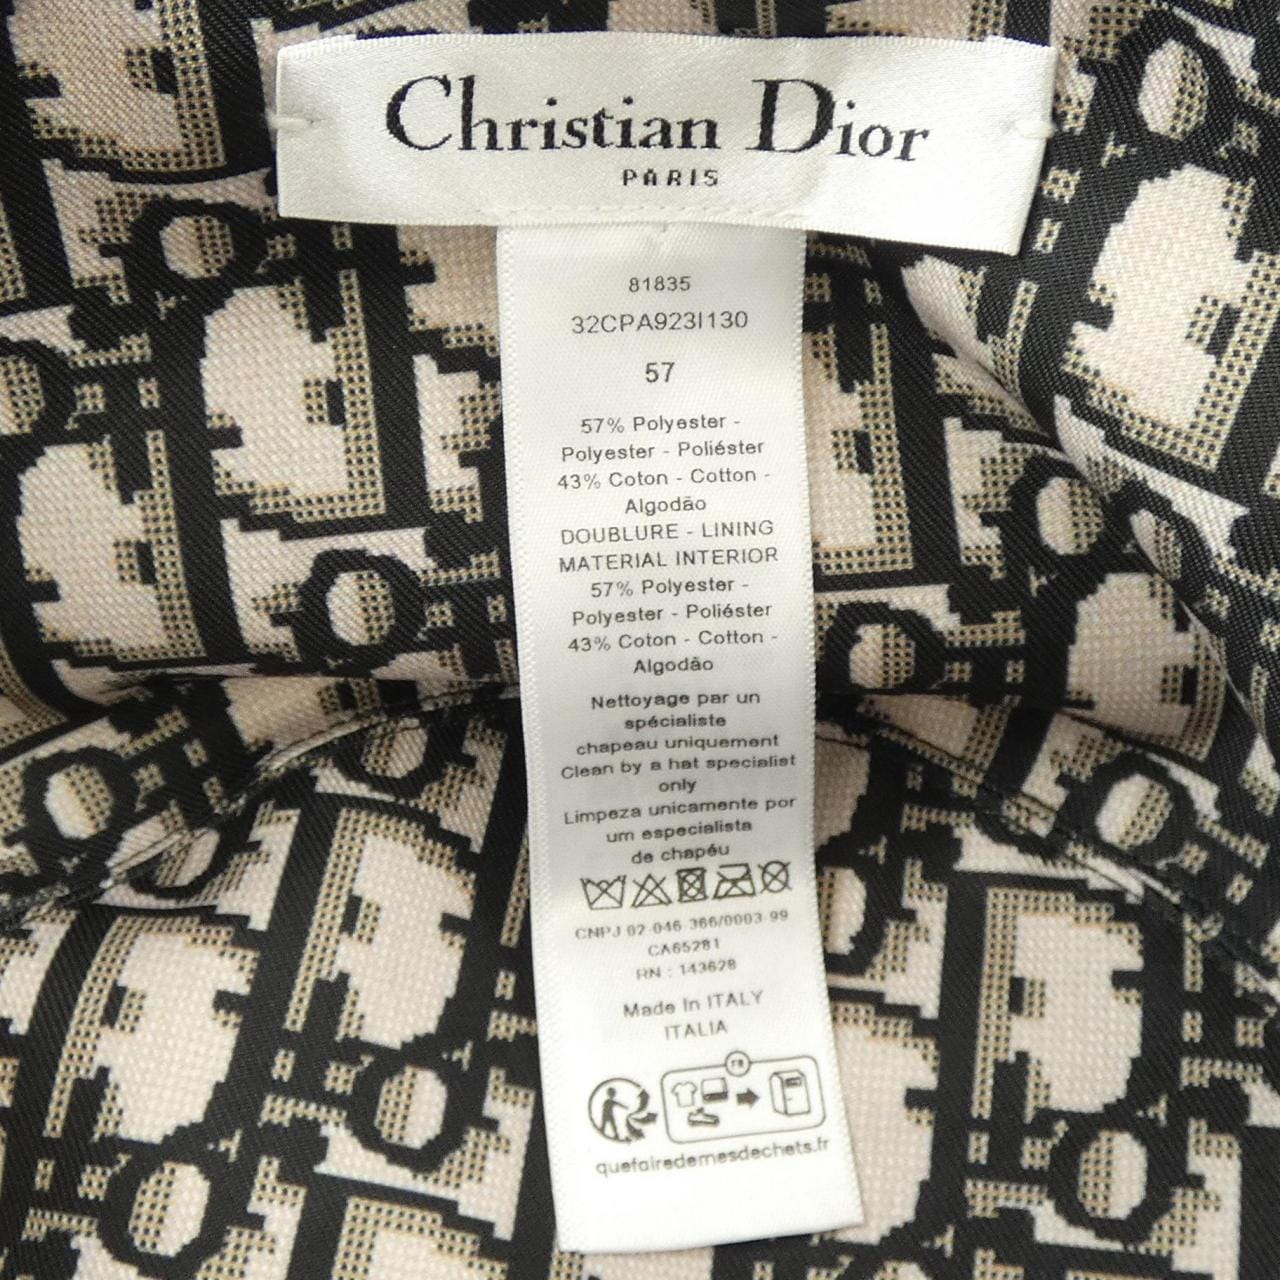 Christian Dior
PARIS
81835
32CPA923I130
57
57% Polyester -
Polyester - Poliéster
43% Coton - Cotton -
Algodão
DOUBLURE - LINING
MATERIAL INTERIOR
57% Polyester -
Polyester - Poliéster
43% Coton - Cotton -
Algodão
Nettoyage par un
spécialiste
chapeau uniquement
Clean by a hat specialist
only
Limpeza unicamente por
um especialista
de chapéu
CNPJ 02 046 366/0003 99
CA65281
RN : 143628
Made In ITALY
ITALIA
FR
quefairedemesdechets.fr